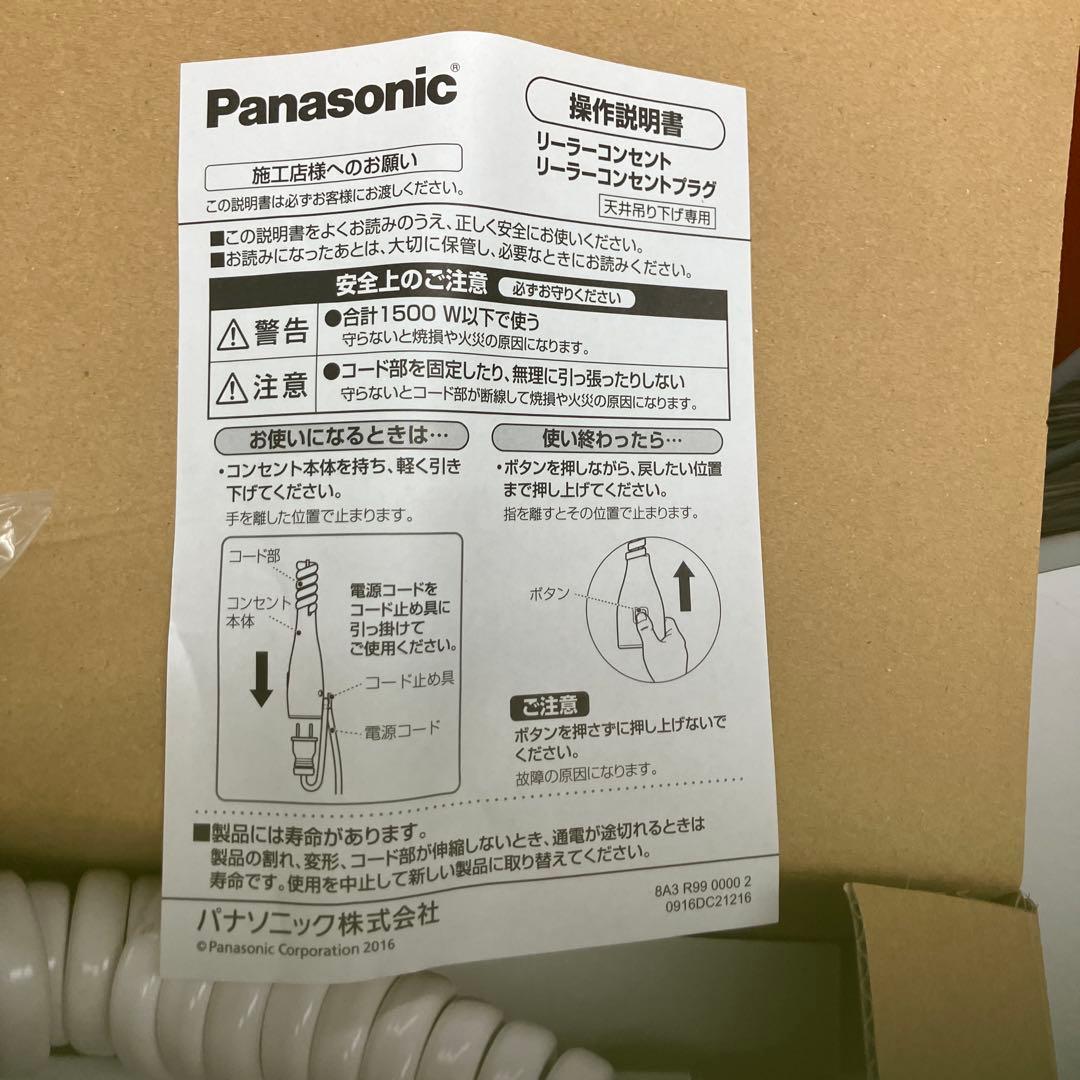 Panasonic®
操作説明書
リーラーコンセント
リーラーコンセントプラグ
天井吊り下げ専用
施工店様へのお願い
この説明書は必ずお客様にお渡しください。
■この説明書をよくお読みのうえ、正しく安全にお使いください。
■お読みになったあとは、大切に保管し、必要なときにお読みください。
安全上のご注意 必ずお守りください
警告
●合計1500 W以下で使う
守らないと焼損や火災の原因になります。
注意
●コード部を固定したり、無理に引っ張ったりしない
守らないとコード部が断線して焼損や火災の原因になります。
お使いになるときは…
・コンセント本体を持ち、軽く引き
下げてください。
手を離した位置で止まります。
コード部
コンセント
本体
電源コードを
コード止め具に
引っ掛けて
ご使用ください。
コード止め具
電源コード
使い終わったら…
・ボタンを押しながら、戻したい位置
まで押し上げてください。
指を離すとその位置で止まります。
ボタン
ご注意
ボタンを押さずに押し上げないで
ください。
故障の原因になります。
■製品には寿命があります。
製品の割れ、変形、コード部が伸縮しないとき、通電が途切れるときは
寿命です。使用を中止して新しい製品に取り替えてください。
パナソニック株式会社
©Panasonic Corporation 2016
8A3 R99 0000 2
0916DC21216